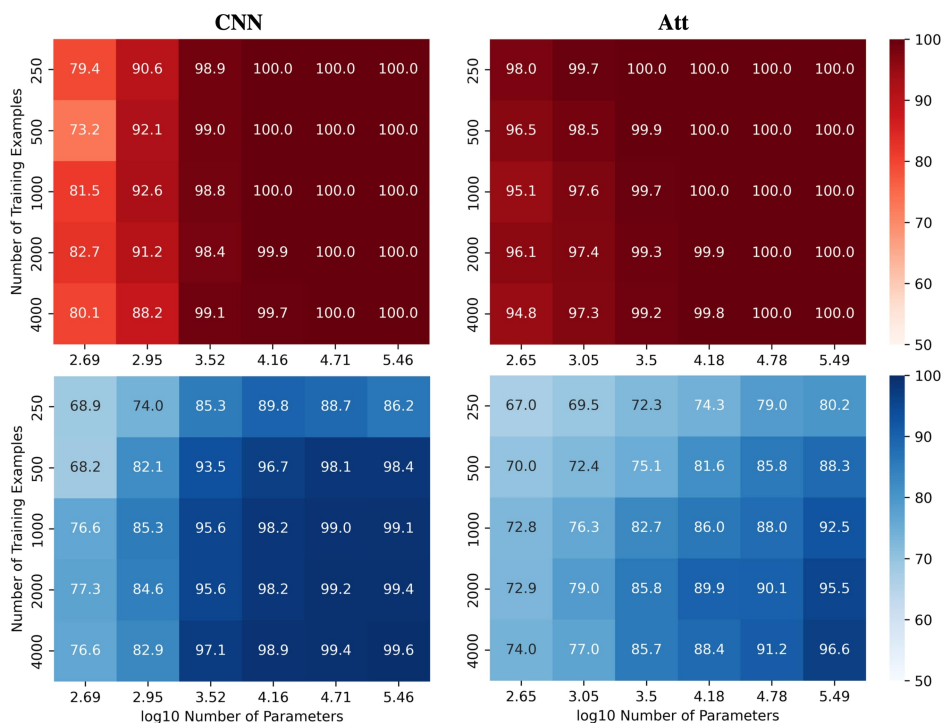 CNN Att
Number of Training Examples
250 79.4 90.6 98.9 100.0 100.0 100.0 98.0 99.7 100.0 100.0 100.0 100.0 100
500 73.2 92.1 99.0 100.0 100.0 100.0 96.5 98.5 99.9 100.0 100.0 100.0 90
1000 81.5 92.6 98.8 100.0 100.0 100.0 95.1 97.6 99.7 100.0 100.0 100.0 80
2000 82.7 91.2 98.4 99.9 100.0 100.0 96.1 97.4 99.3 99.9 100.0 100.0 70
4000 80.1 88.2 99.1 99.7 100.0 100.0 94.8 97.3 99.2 99.8 100.0 100.0 60
50
2.69 2.95 3.52 4.16 4.71 5.46 2.65 3.05 3.5 4.18 4.78 5.49
Number of Training Examples
250 68.9 74.0 85.3 89.8 88.7 86.2 67.0 69.5 72.3 74.3 79.0 80.2 100
500 68.2 82.1 93.5 96.7 98.1 98.4 70.0 72.4 75.1 81.6 85.8 88.3 90
1000 76.6 85.3 95.6 98.2 99.0 99.1 72.8 76.3 82.7 86.0 88.0 92.5 80
2000 77.3 84.6 95.6 98.2 99.2 99.4 72.9 79.0 85.8 89.9 90.1 95.5 70
4000 76.6 82.9 97.1 98.9 99.4 99.6 74.0 77.0 85.7 88.4 91.2 96.6 60
50
2.69 2.95 3.52 4.16 4.71 5.46 2.65 3.05 3.5 4.18 4.78 5.49
log10 Number of Parameters log10 Number of Parameters